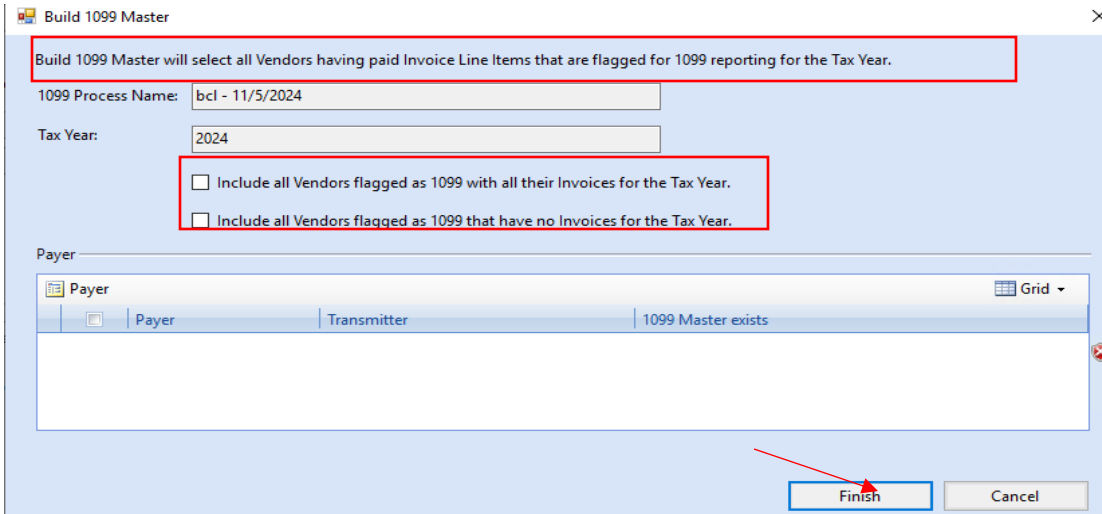 Build 1099 Master
Build 1099 Master will select all Vendors having paid Invoice Line Items that are flagged for 1099 reporting for the Tax Year.
1099 Process Name: bcl - 11/5/2024
Tax Year: 2024
Include all Vendors flagged as 1099 with all their Invoices for the Tax Year.
Include all Vendors flagged as 1099 that have no Invoices for the Tax Year.
Payer
Payer Grid
Payer Transmitter 1099 Master exists
Finish Cancel